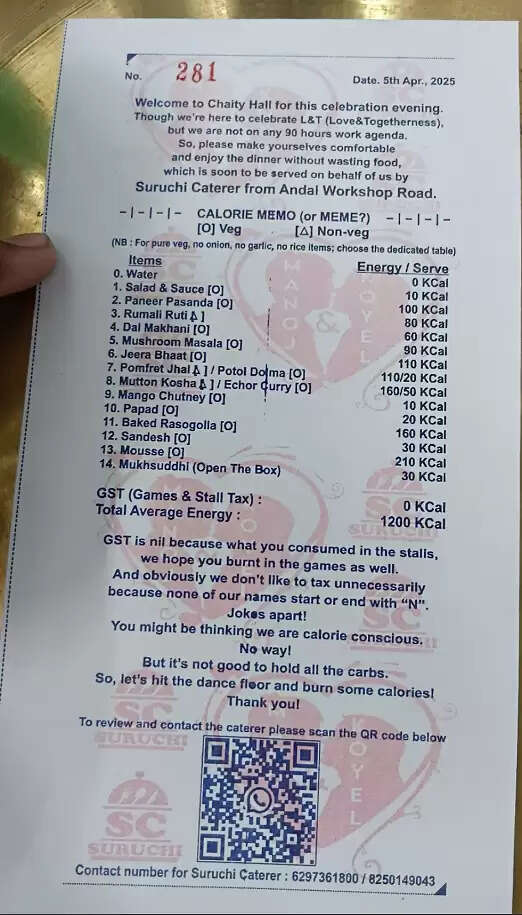 No. 281
Date. 5th Apr., 2025
Welcome to Chaity Hall for this celebration evening.
Though we're here to celebrate L&T (Love&Togetherness),
but we are not on any 90 hours work agenda.
So, please make yourselves comfortable
and enjoy the dinner without wasting food,
which is soon to be served on behalf of us by
Suruchi Caterer from Andal Workshop Road.
-|-|-|- CALORIE MEMO (or MEME?) -|-|-|-
[O] Veg [△] Non-veg
(NB : For pure veg, no onion, no garlic, no rice items; choose the dedicated table)
Items Energy / Serve
0. Water 0 KCal
1. Salad & Sauce [O] 10 KCal
2. Paneer Pasanda [O] 100 KCal
3. Rumali Ruti [△] 80 KCal
4. Dal Makhani [O] 60 KCal
5. Mushroom Masala [O] 90 KCal
6. Jeera Bhaat [O] 110 KCal
7. Pomfret Jhal [△] / Potol Dolma [O] 110/20 KCal
8. Mutton Kosha [△] / Echor Curry [O] 160/50 KCal
9. Mango Chutney [O] 10 KCal
10. Papad [O] 20 KCal
11. Baked Rasogolla [O] 160 KCal
12. Sandesh [O] 30 KCal
13. Mousse [O] 210 KCal
14. Mukhsuddhi (Open The Box) 30 KCal
GST (Games & Stall Tax) : 0 KCal
Total Average Energy : 1200 KCal
GST is nil because what you consumed in the stalls,
we hope you burnt in the games as well.
And obviously we don't like to tax unnecessarily
because none of our names start or end with "N".
Jokes apart!
You might be thinking we are calorie conscious.
No way!
But it's not good to hold all the carbs.
So, let's hit the dance floor and burn some calories!
Thank you!
To review and contact the caterer please scan the QR code below
Contact number for Suruchi Caterer : 6297361800 / 8250149043
MANOJ & KOYEL
SC
SURUCHI